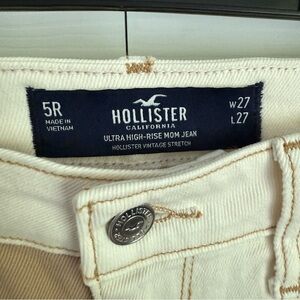 5R
MADE IN
VIETNAM
HOLLISTER
CALIFORNIA
ULTRA HIGH-RISE MOM JEAN
HOLLISTER VINTAGE STRETCH
W27
L27
HOLLISTER